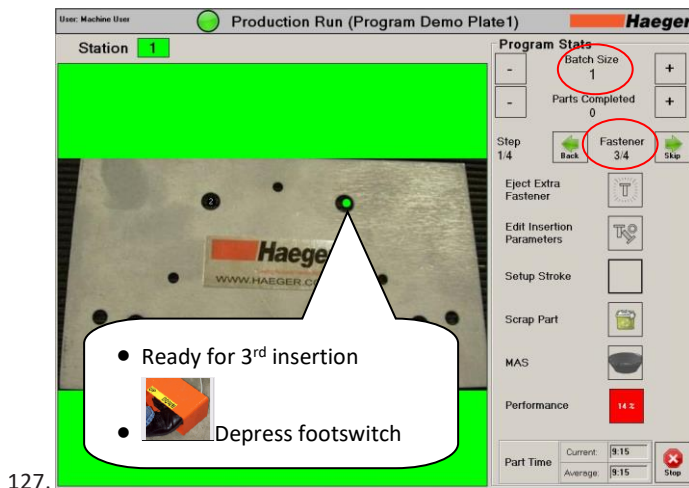 User: Machine User
Production Run (Program Demo Plate1)
Haeger
Station 1
Program Stats
Batch Size
- 1 +
Parts Completed
- 0 +
Step
1/4
Back
Fastener
3/4
Skip
Eject Extra
Fastener
Edit Insertion
Parameters
Setup Stroke
Scrap Part
MAS
Performance
14 %
Part Time
Current: 9:15
Average: 9:15
Stop
2
Haege
WWW.HAEGER.C
• Ready for 3rd insertion
• Depress footswitch
127.